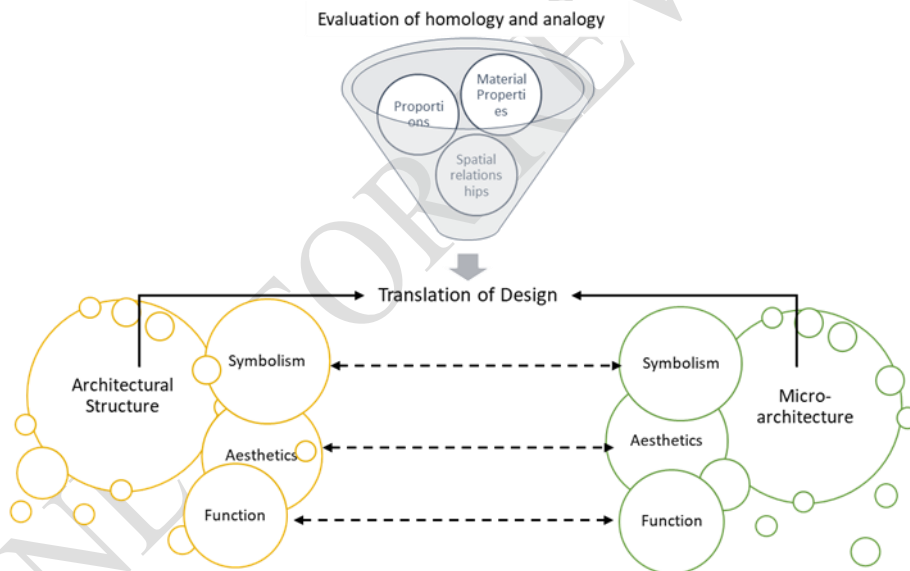 Evaluation of homology and analogy
Material
Properti
es
Proporti
ons
Spatial
relations
hips
Translation of Design
Symbolism
Symbolism
Architectural
Structure
Micro-
architecture
Aesthetics
Aesthetics
Function
Function